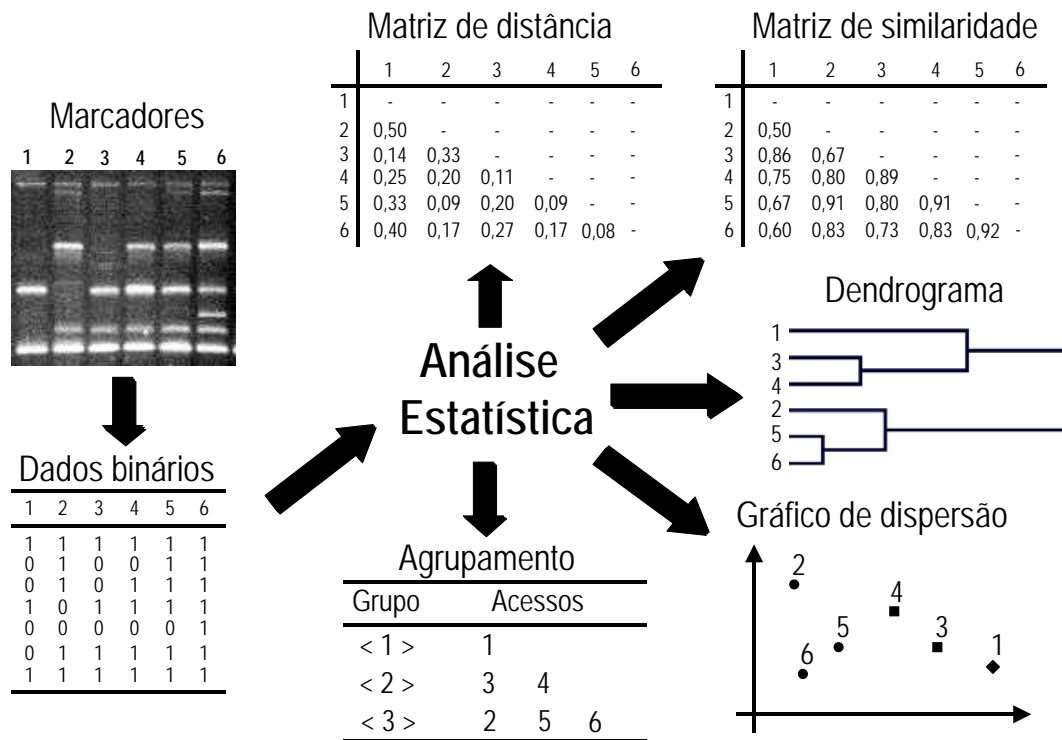 Marcadores
1 2 3 4 5 6
Dados binários
1 2 3 4 5 6
1 1 1 1 1 1
0 1 0 0 1 1
0 1 0 1 1 1
1 0 1 1 1 1
0 0 0 0 0 1
0 1 1 1 1 1
1 1 1 1 1 1
Matriz de distância
1 2 3 4 5 6
1 - - - - - -
2 0,50 - - - - -
3 0,14 0,33 - - - -
4 0,25 0,20 0,11 - - -
5 0,33 0,09 0,20 0,09 - -
6 0,40 0,17 0,27 0,17 0,08 -
Matriz de similaridade
1 2 3 4 5 6
1 - - - - - -
2 0,50 - - - - -
3 0,86 0,67 - - - -
4 0,75 0,80 0,89 - - -
5 0,67 0,91 0,80 0,91 - -
6 0,60 0,83 0,73 0,83 0,92 -
Análise
Estatística
Dendrograma
1
3
4
2
5
6
Agrupamento
Grupo Acessos
< 1 > 1
< 2 > 3 4
< 3 > 2 5 6
Gráfico de dispersão
2
4
5
3
1
6